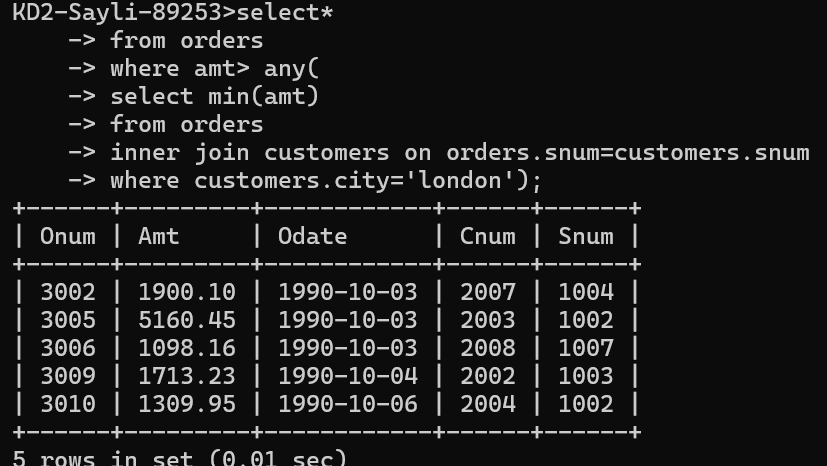 KD2-Sayli-89253>select*
    -> from orders
    -> where amt> any(
    -> select min(amt)
    -> from orders
    -> inner join customers on orders.snum=customers.snum
    -> where customers.city='london');
+------+---------+------------+------+------+
| Onum | Amt     | Odate      | Cnum | Snum |
+------+---------+------------+------+------+
| 3002 | 1900.10 | 1990-10-03 | 2007 | 1004 |
| 3005 | 5160.45 | 1990-10-03 | 2003 | 1002 |
| 3006 | 1098.16 | 1990-10-03 | 2008 | 1007 |
| 3009 | 1713.23 | 1990-10-04 | 2002 | 1003 |
| 3010 | 1309.95 | 1990-10-06 | 2004 | 1002 |
+------+---------+------------+------+------+
5 rows in set (0.01 sec)